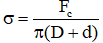 σ = F_c / π(D + d)